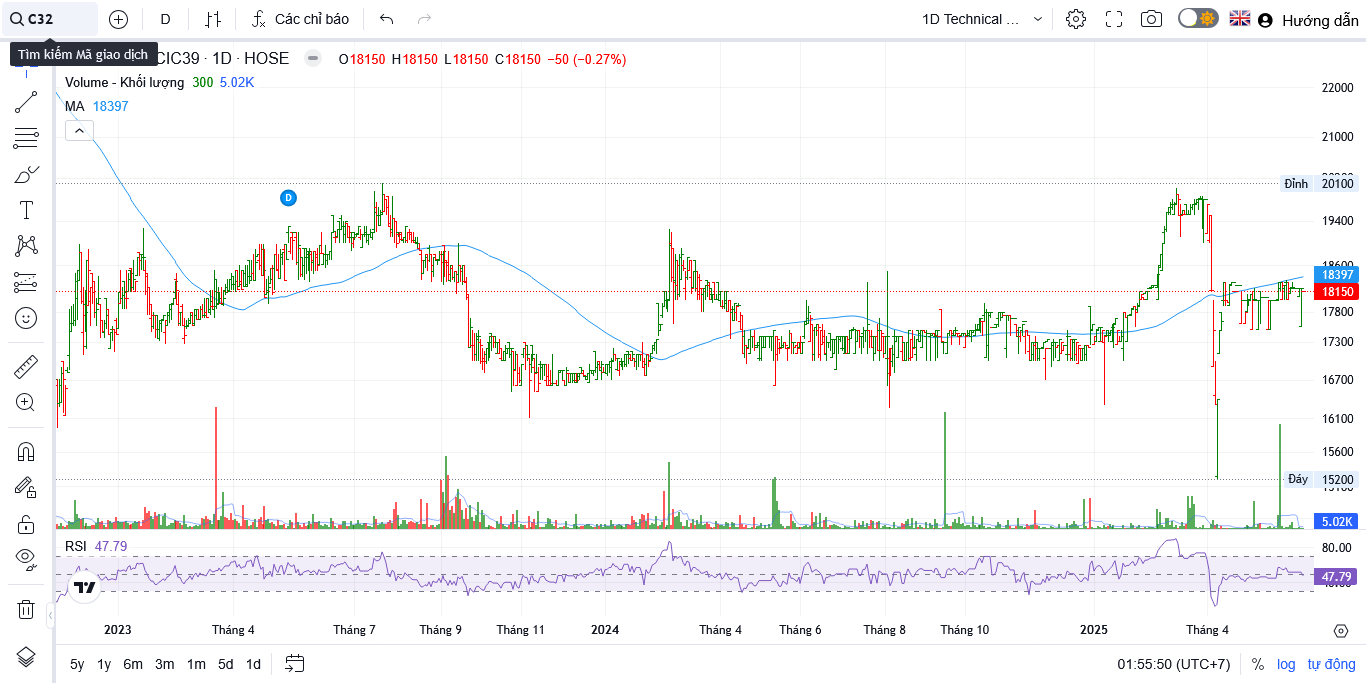 C32
D
Các chỉ báo
1D Technical ...
Hướng dẫn
Tìm kiếm Mã giao dịch
CIC39 · 1D · HOSE
O18150 H18150 L18150 C18150 −50 (−0.27%)
Volume - Khối lượng 300 5.02K
MA 18397
22000
21000
D
Đỉnh 20100
19400
18600
18397
18150
17800
17300
16700
16100
15600
Đáy 15200
5.02K
RSI 47.79
80.00
47.79
2023 Tháng 4 Tháng 7 Tháng 9 Tháng 11 2024 Tháng 4 Tháng 6 Tháng 8 Tháng 10 2025 Tháng 4
5y 1y 6m 3m 1m 5d 1d
01:55:50 (UTC+7) % log tự động